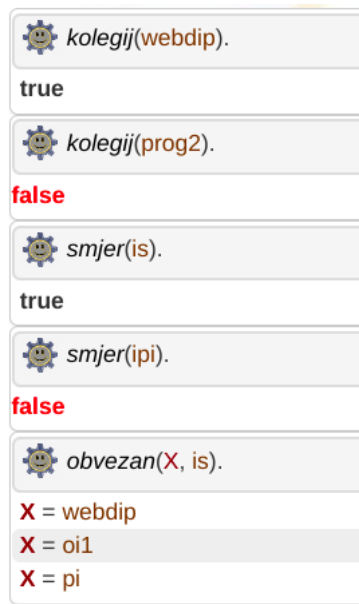 kolegij(webdip).
true
kolegij(prog2).
false
smjer(is).
true
smjer(ipi).
false
obvezan(X, is).
X = webdip
X = oi1
X = pi